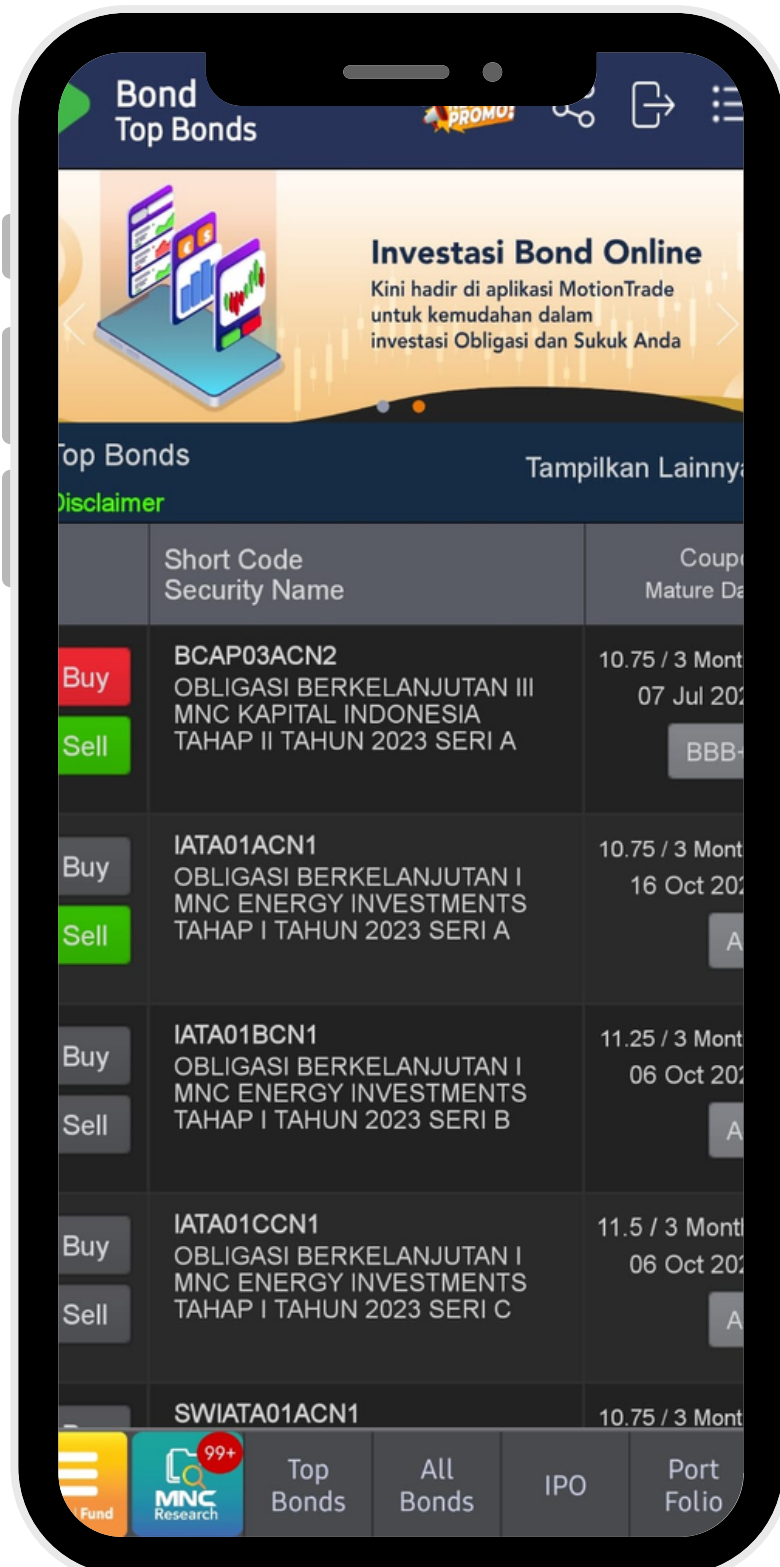 Bond
Top Bonds
PROMO!
Investasi Bond Online
Kini hadir di aplikasi MotionTrade
untuk kemudahan dalam
investasi Obligasi dan Sukuk Anda
Top Bonds
Tampilkan Lainnya
Disclaimer
Short Code
Security Name
Coupo
Mature Da
Buy
Sell
BCAP03ACN2
OBLIGASI BERKELANJUTAN III
MNC KAPITAL INDONESIA
TAHAP II TAHUN 2023 SERI A
10.75 / 3 Mont
07 Jul 202
BBB+
Buy
Sell
IATA01ACN1
OBLIGASI BERKELANJUTAN I
MNC ENERGY INVESTMENTS
TAHAP I TAHUN 2023 SERI A
10.75 / 3 Mont
16 Oct 202
A
Buy
Sell
IATA01BCN1
OBLIGASI BERKELANJUTAN I
MNC ENERGY INVESTMENTS
TAHAP I TAHUN 2023 SERI B
11.25 / 3 Mont
06 Oct 202
A
Buy
Sell
IATA01CCN1
OBLIGASI BERKELANJUTAN I
MNC ENERGY INVESTMENTS
TAHAP I TAHUN 2023 SERI C
11.5 / 3 Mont
06 Oct 202
A
SWIATA01ACN1
10.75 / 3 Mont
Fund
99+
MNC
Research
Top
Bonds
All
Bonds
IPO
Port
Folio